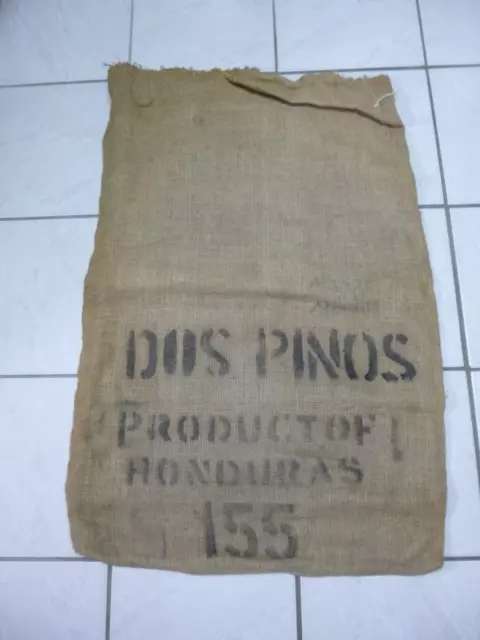 DOS PINOS
PRODUCT OF
HONDURAS
155